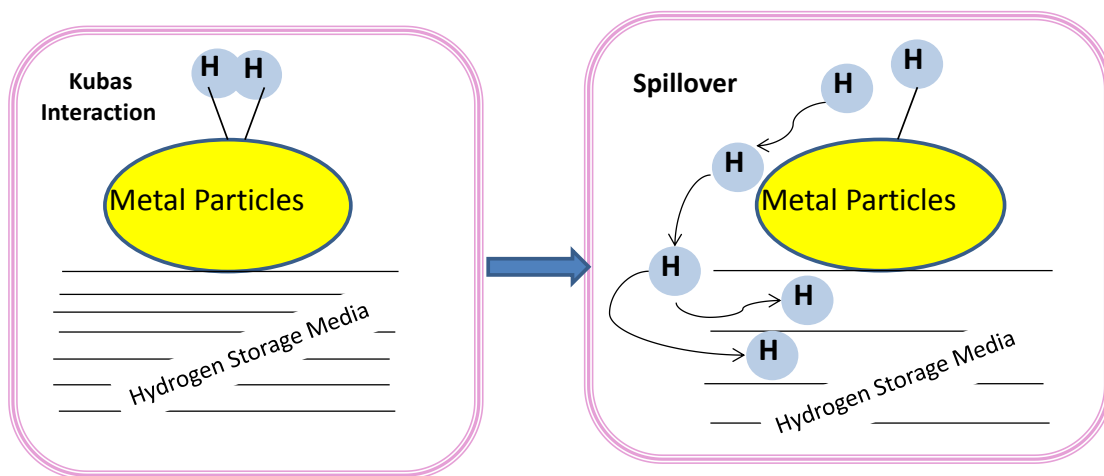 H H
Kubas
Interaction
Metal Particles
Hydrogen Storage Media
Spillover
H
H
H
Metal Particles
H
H
H
Hydrogen Storage Media